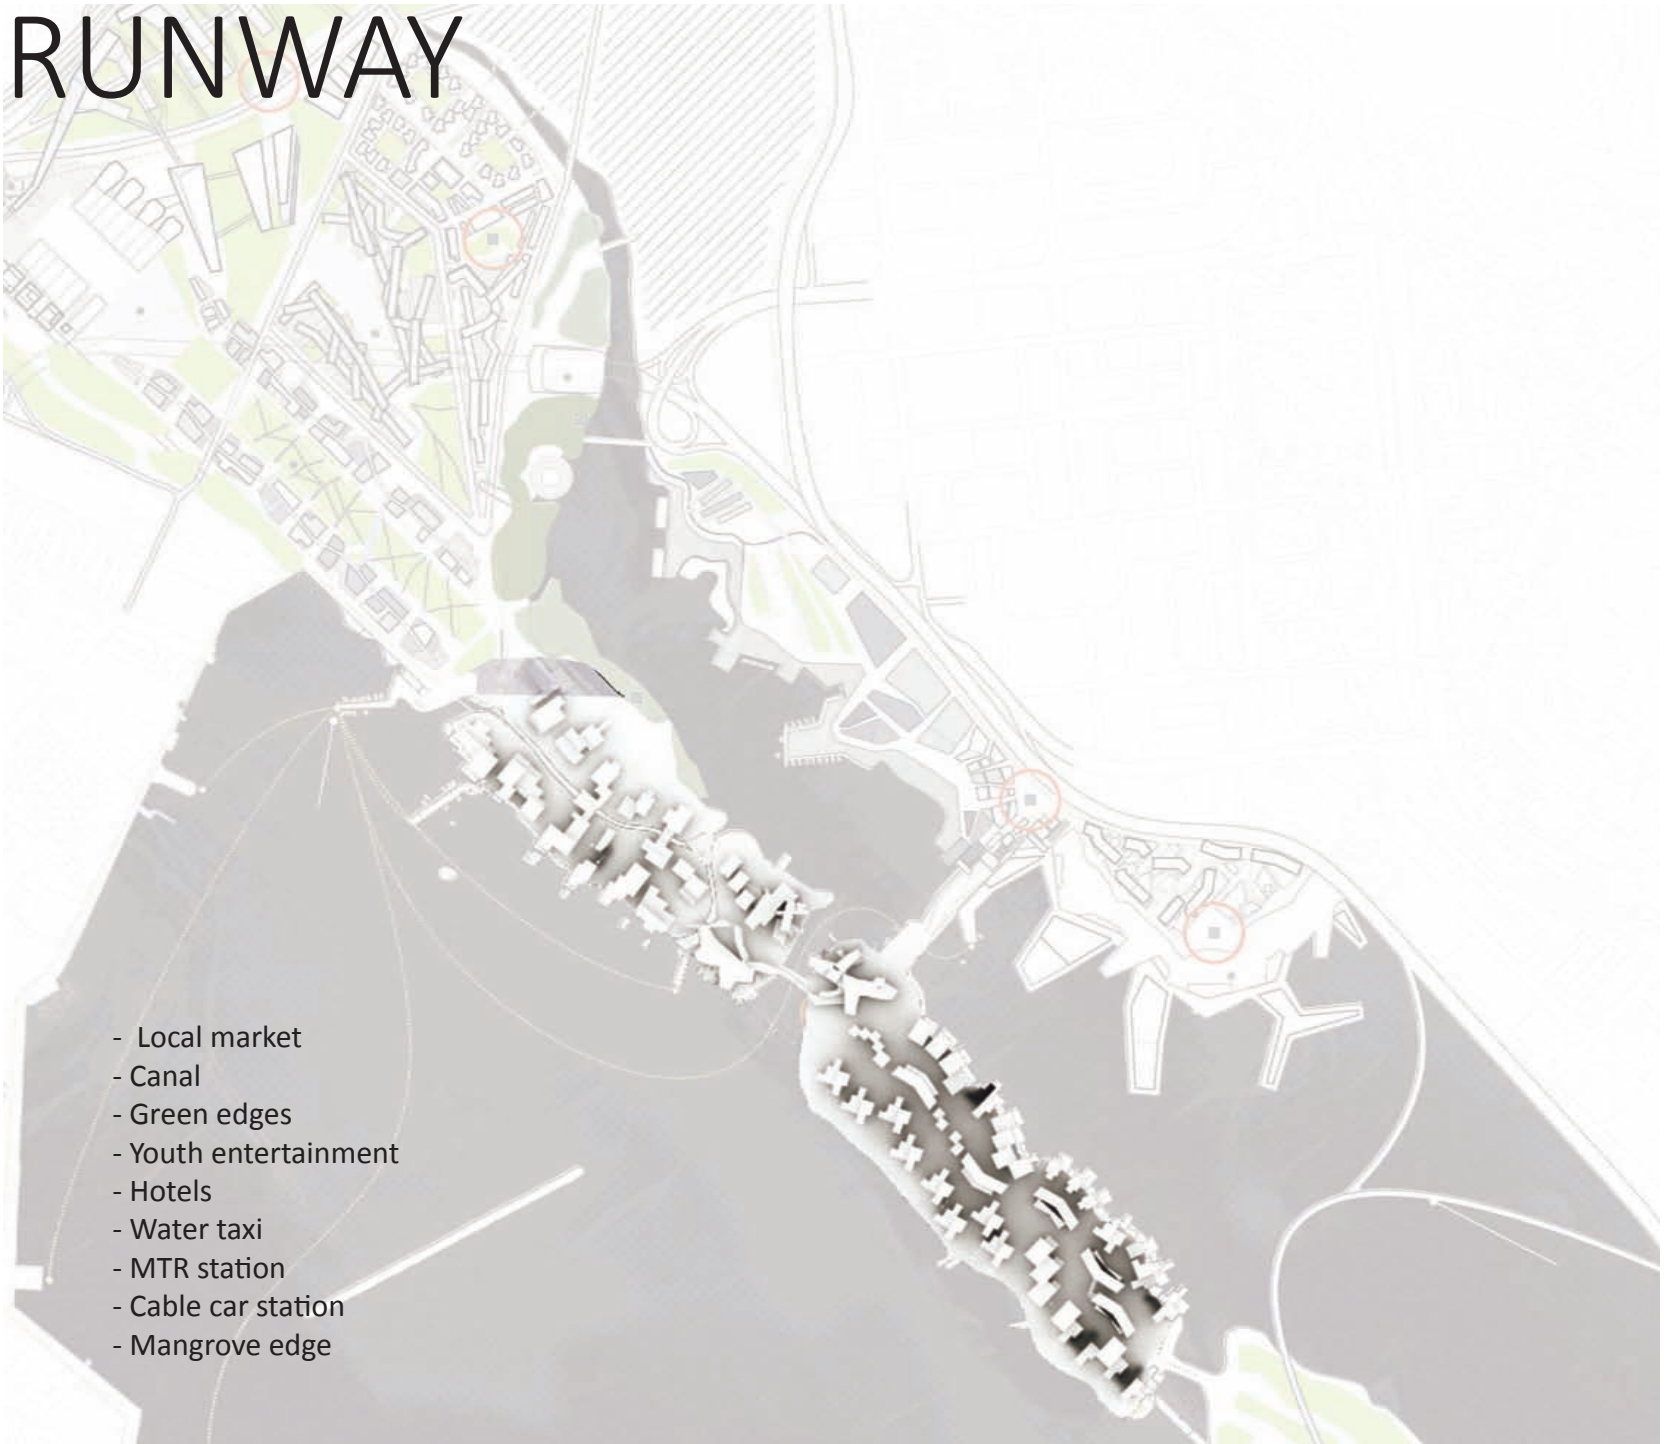 RUNWAY
- Local market
- Canal
- Green edges
- Youth entertainment
- Hotels
- Water taxi
- MTR station
- Cable car station
- Mangrove edge